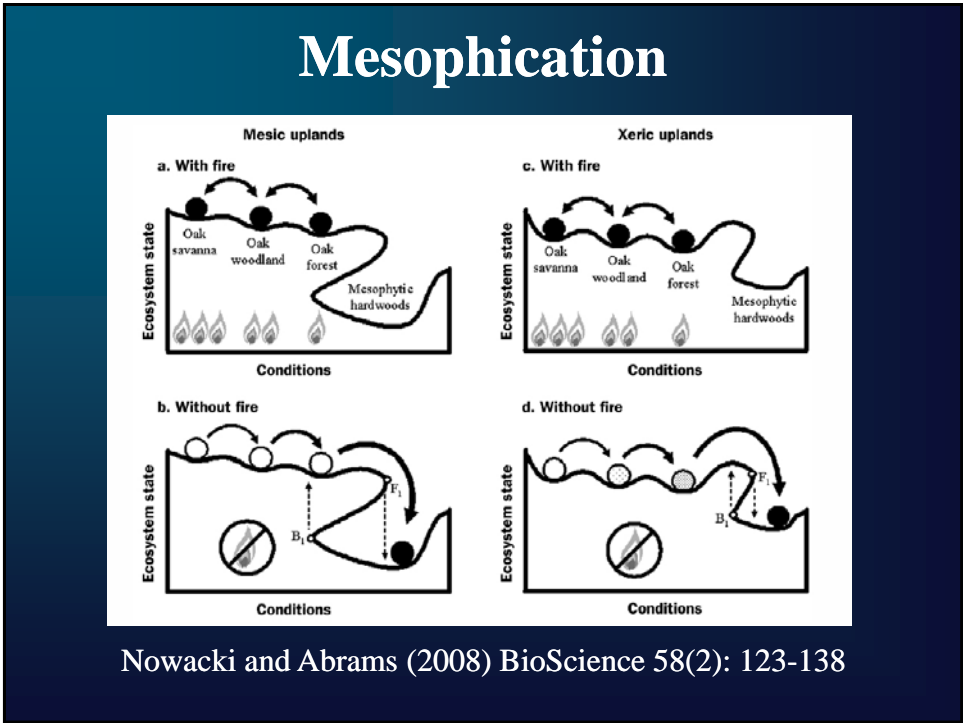 Mesophication
Mesic uplands
Xeric uplands
a. With fire
Ecosystem state
Oak
savanna
Oak
woodland
Oak
forest
Mesophytic
hardwoods
Conditions
c. With fire
Ecosystem state
Oak
savanna
Oak
woodland
Oak
forest
Mesophytic
hardwoods
Conditions
b. Without fire
Ecosystem state
F1
B1
Conditions
d. Without fire
Ecosystem state
F1
B1
Conditions
Nowacki and Abrams (2008) BioScience 58(2): 123-138